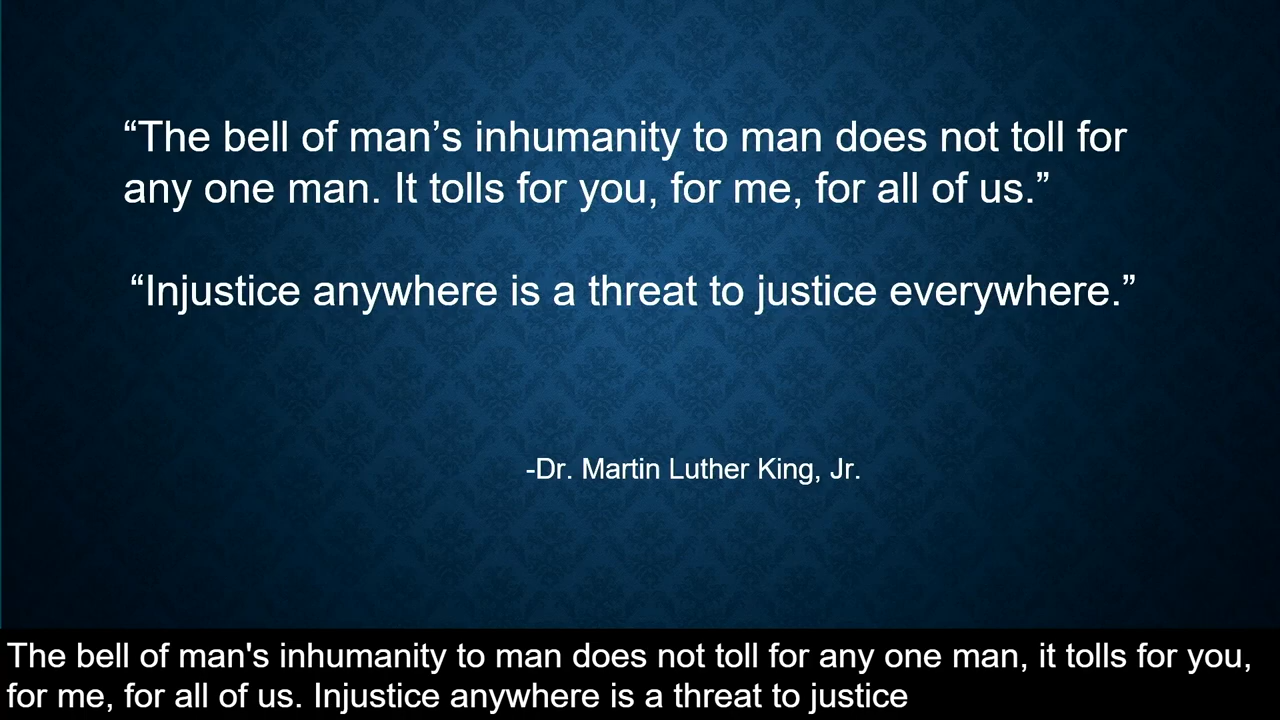 “The bell of man’s inhumanity to man does not toll for
any one man. It tolls for you, for me, for all of us.”
“Injustice anywhere is a threat to justice everywhere.”
-Dr. Martin Luther King, Jr.
The bell of man's inhumanity to man does not toll for any one man, it tolls for you,
for me, for all of us. Injustice anywhere is a threat to justice